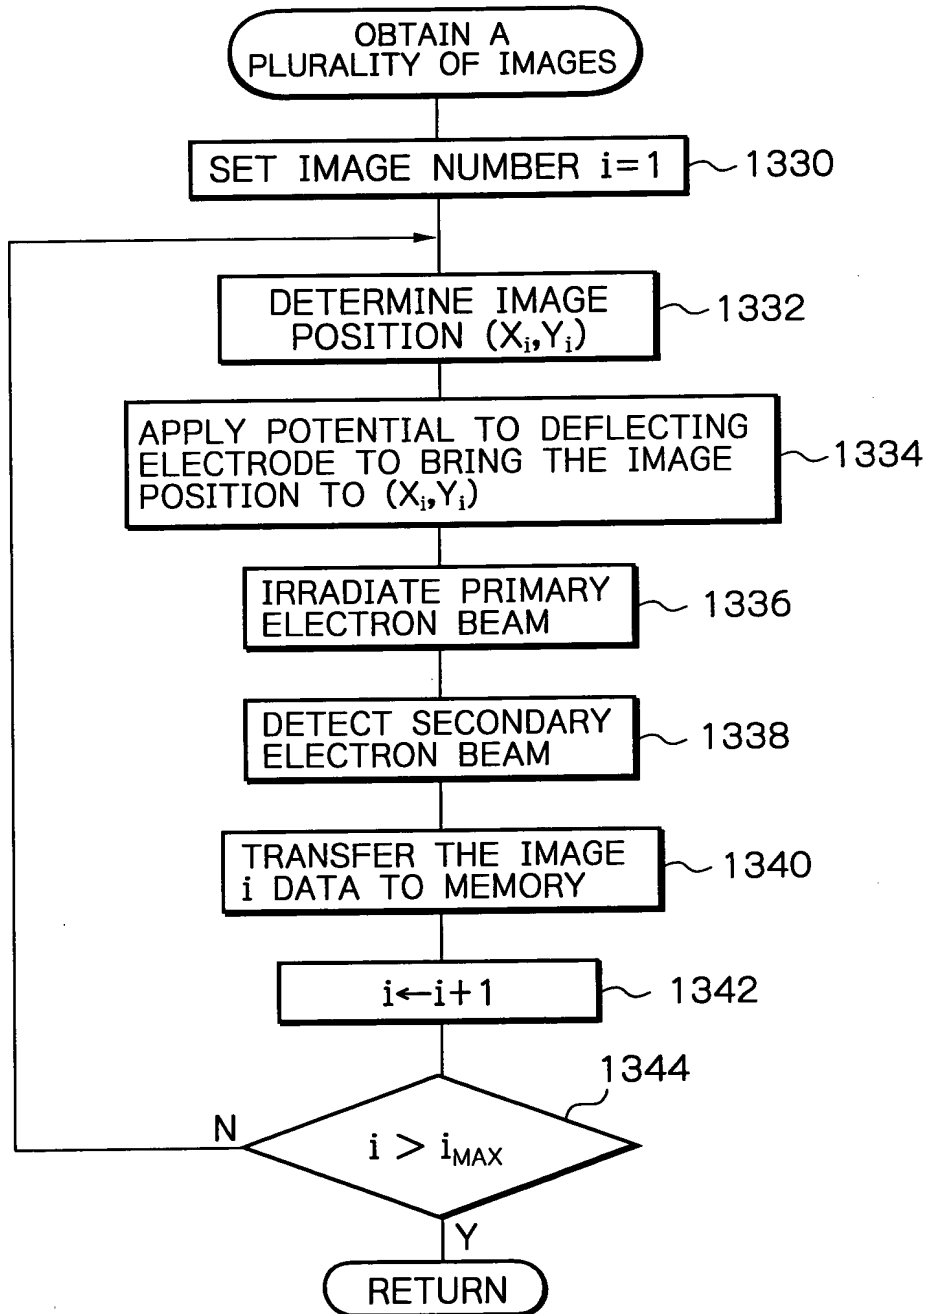 OBTAIN A
PLURALITY OF IMAGES
SET IMAGE NUMBER i=1
1330
DETERMINE IMAGE
POSITION (Xi,Yi)
1332
APPLY POTENTIAL TO DEFLECTING
ELECTRODE TO BRING THE IMAGE
POSITION TO (Xi,Yi)
1334
IRRADIATE PRIMARY
ELECTRON BEAM
1336
DETECT SECONDARY
ELECTRON BEAM
1338
TRANSFER THE IMAGE
i DATA TO MEMORY
1340
i←i+1
1342
1344
N
i > iMAX
Y
RETURN